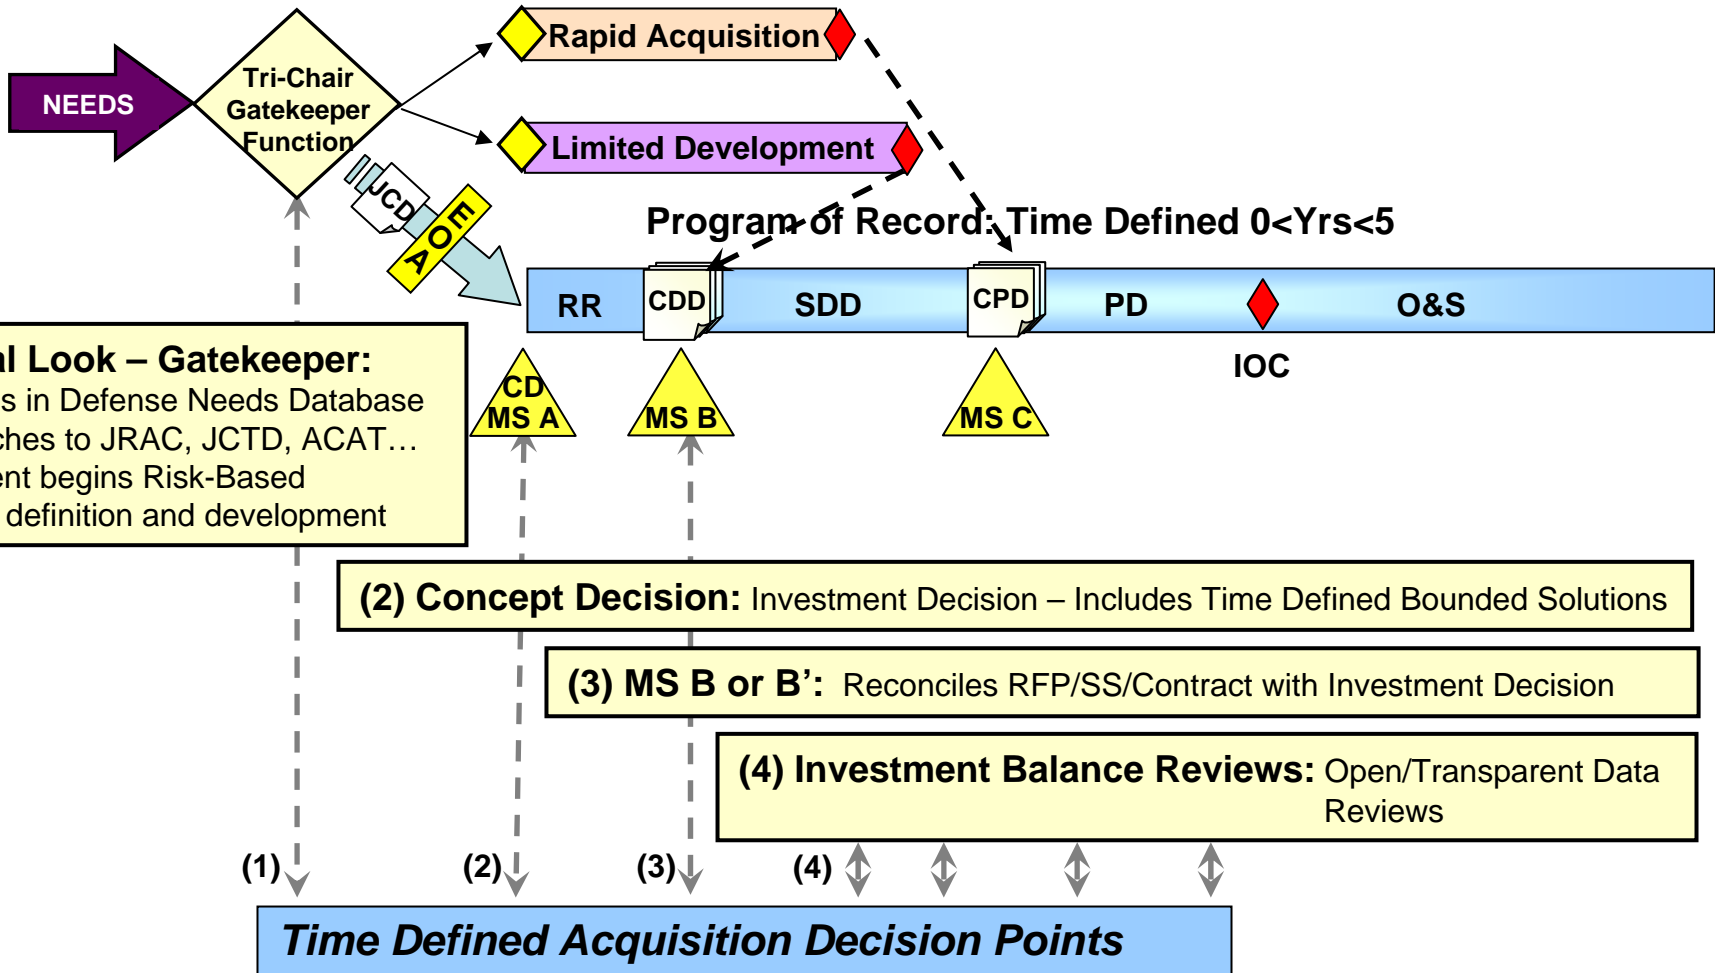 NEEDS
Tri-Chair
Gatekeeper
Function
Rapid Acquisition
Limited Development
JCD
EOA
Program of Record: Time Defined 0<Yrs<5
RR
CDD
SDD
CPD
PD
O&S
IOC
CD
MS A
MS B
MS C
al Look – Gatekeeper:
s in Defense Needs Database
ches to JRAC, JCTD, ACAT…
ent begins Risk-Based
definition and development
(2) Concept Decision: Investment Decision – Includes Time Defined Bounded Solutions
(3) MS B or B’: Reconciles RFP/SS/Contract with Investment Decision
(4) Investment Balance Reviews: Open/Transparent Data
Reviews
(1)
(2)
(3)
(4)
Time Defined Acquisition Decision Points